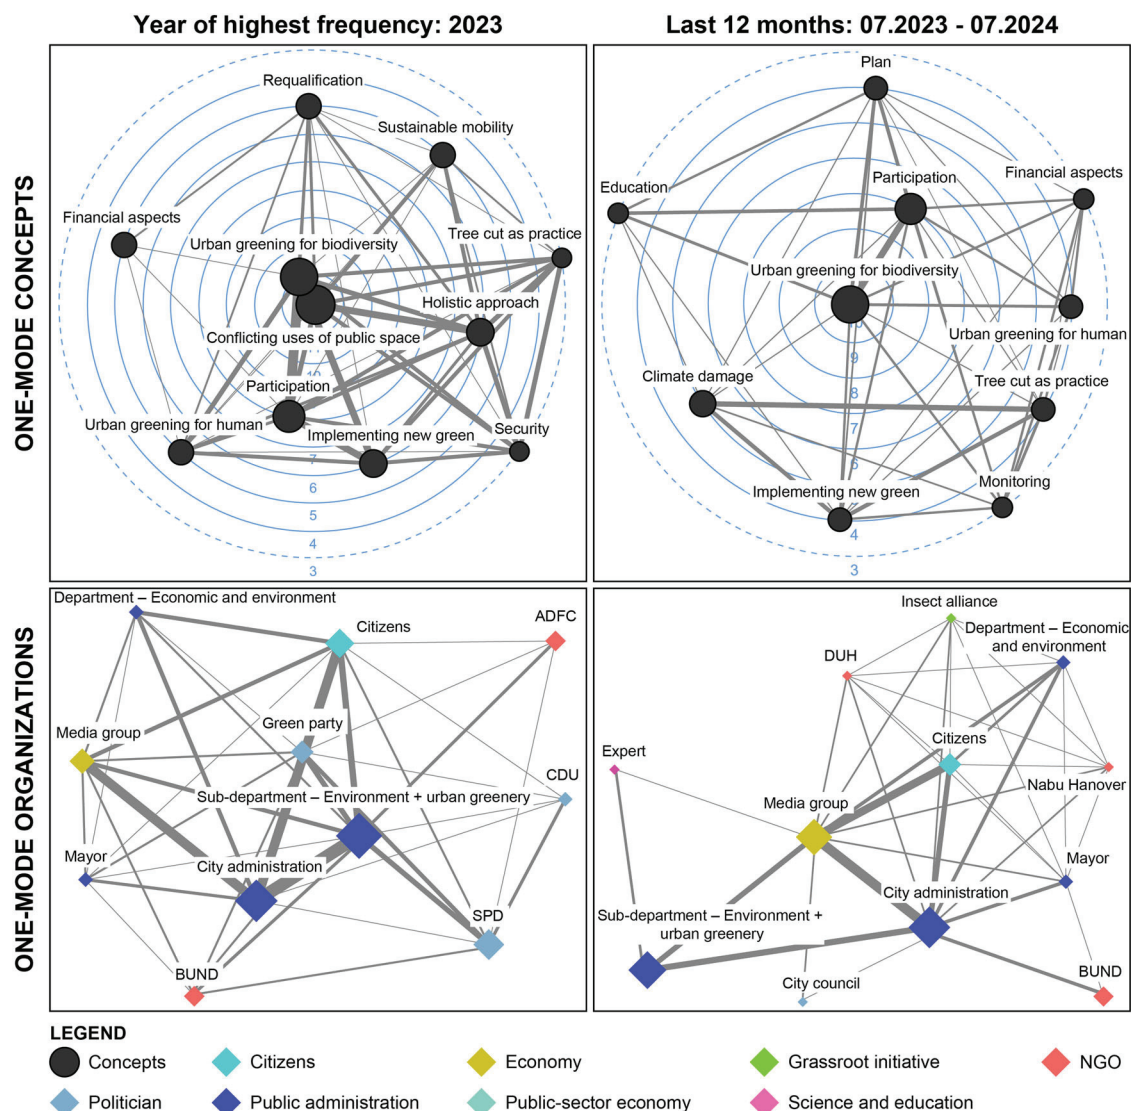 Year of highest frequency: 2023
Last 12 months: 07.2023 - 07.2024
ONE-MODE CONCEPTS
Requalification
Sustainable mobility
Financial aspects
Tree cut as practice
Urban greening for biodiversity
Holistic approach
Conflicting uses of public space
Participation
Urban greening for human
Implementing new green
Security
7
6
5
4
3
Plan
Education
Participation
Financial aspects
Urban greening for biodiversity
Urban greening for human
9
Climate damage
Tree cut as practice
8
7
Implementing new green
Monitoring
4
3
ONE-MODE ORGANIZATIONS
Department – Economic and environment
Citizens
ADFC
Media group
Green party
CDU
Sub-department – Environment + urban greenery
Mayor
City administration
SPD
BUND
Insect alliance
Department – Economic
and environment
DUH
Expert
Citizens
Nabu Hanover
Media group
Mayor
City administration
Sub-department – Environment +
urban greenery
City council
BUND
LEGEND
Concepts
Citizens
Economy
Grassroot initiative
NGO
Politician
Public administration
Public-sector economy
Science and education